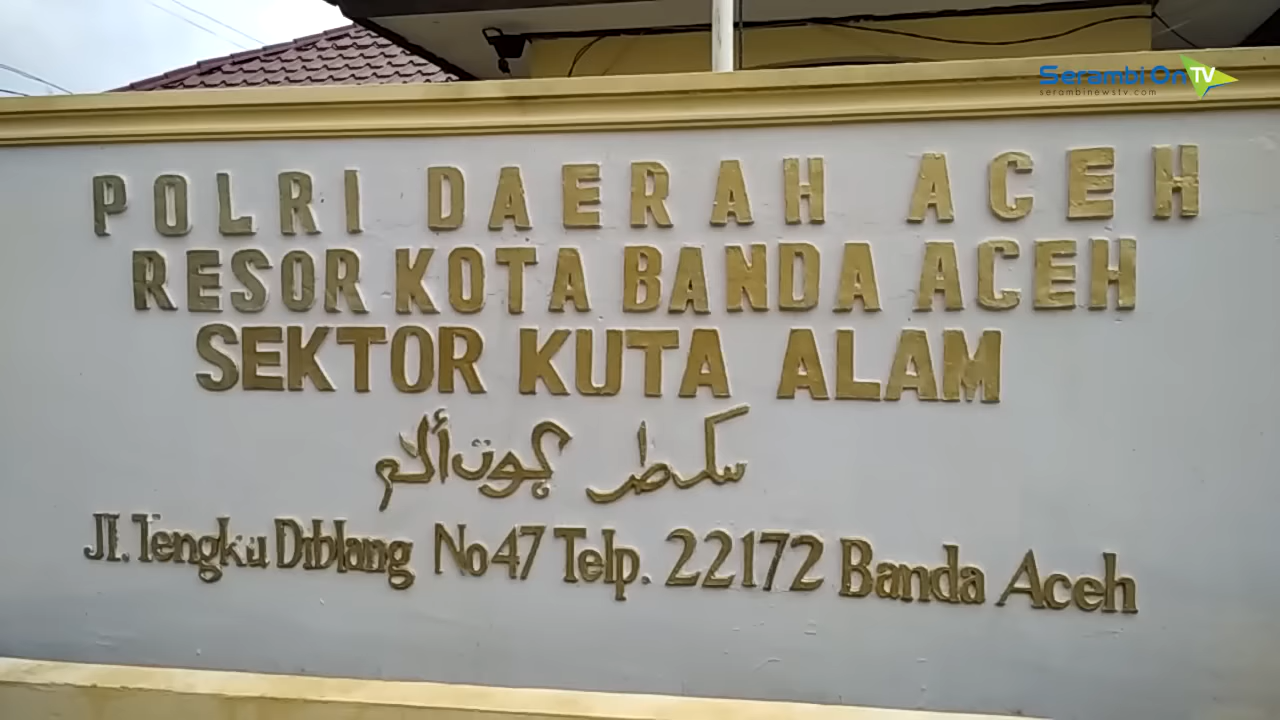 Serambi On TV
serambinewstv.com
POLRI DAERAH ACEH
RESOR KOTA BANDA ACEH
SEKTOR KUTA ALAM
سكطر كوت ألام
Jl. Tengku Diblang No 47 Telp. 22172 Banda Aceh